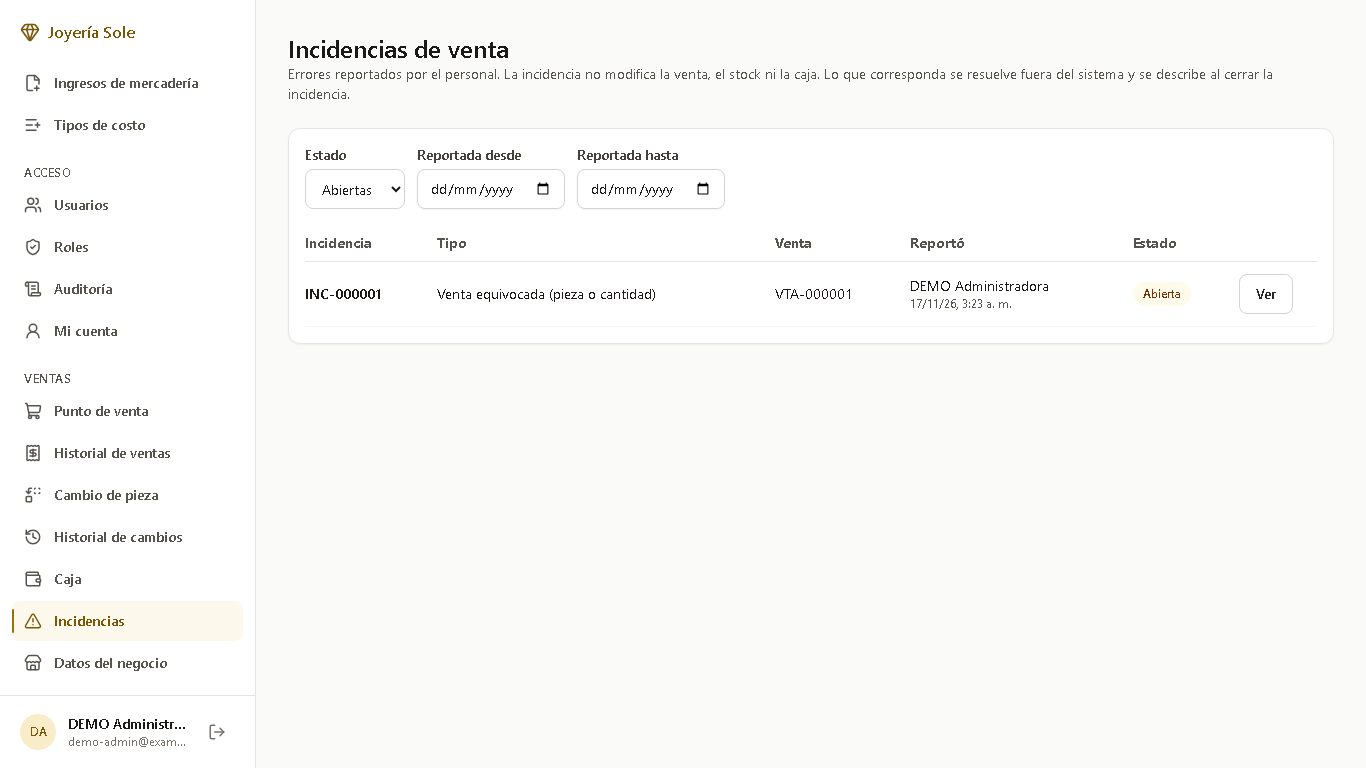 Joyería Sole
Ingresos de mercadería
Tipos de costo
ACCESO
Usuarios
Roles
Auditoría
Mi cuenta
VENTAS
Punto de venta
Historial de ventas
Cambio de pieza
Historial de cambios
Caja
Incidencias
Datos del negocio
DA
DEMO Administr...
demo-admin@exam...
Incidencias de venta
Errores reportados por el personal. La incidencia no modifica la venta, el stock ni la caja. Lo que corresponda se resuelve fuera del sistema y se describe al cerrar la
incidencia.
Estado Reportada desde Reportada hasta
Abiertas dd/mm/yyyy dd/mm/yyyy
Incidencia Tipo Venta Reportó Estado
INC-000001 Venta equivocada (pieza o cantidad) VTA-000001 DEMO Administradora Abierta Ver
17/11/26, 3:23 a. m.